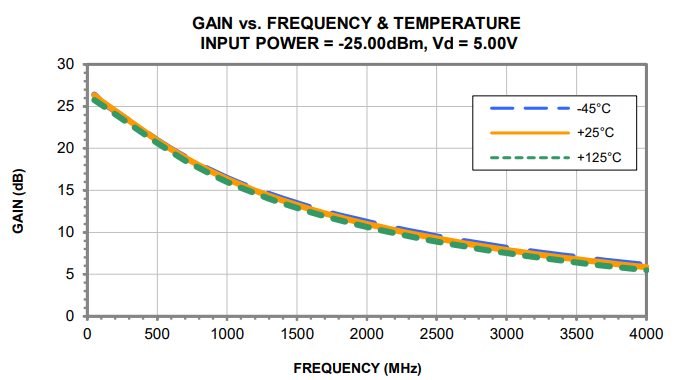 GAIN vs. FREQUENCY & TEMPERATURE
INPUT POWER = -25.00dBm, Vd = 5.00V
30
25
20
15
10
5
0
GAIN (dB)
-45°C
+25°C
+125°C
0 500 1000 1500 2000 2500 3000 3500 4000
FREQUENCY (MHz)